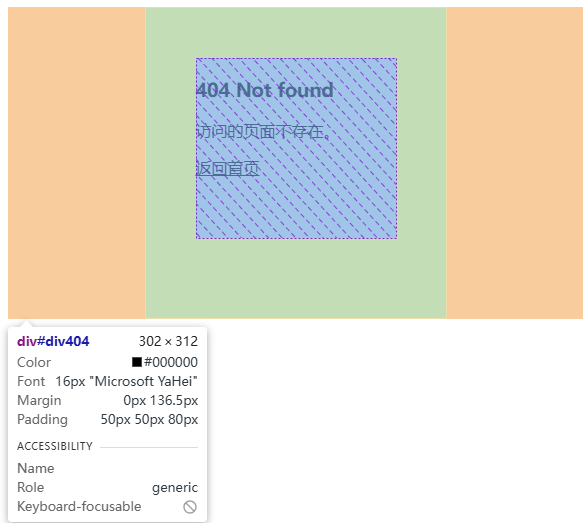 404 Not found
访问的页面不存在。
返回首页
div#div404 302 × 312
Color #000000
Font 16px "Microsoft YaHei"
Margin 0px 136.5px
Padding 50px 50px 80px
ACCESSIBILITY
Name
Role generic
Keyboard-focusable